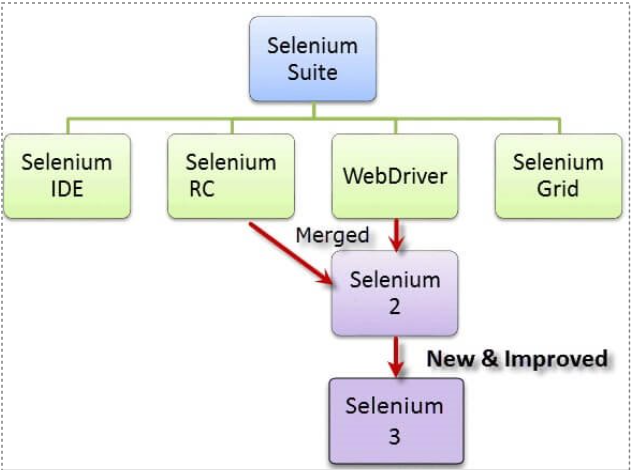 Selenium
Suite
Selenium
IDE
Selenium
RC
WebDriver
Selenium
Grid
Merged
Selenium
2
New & Improved
Selenium
3